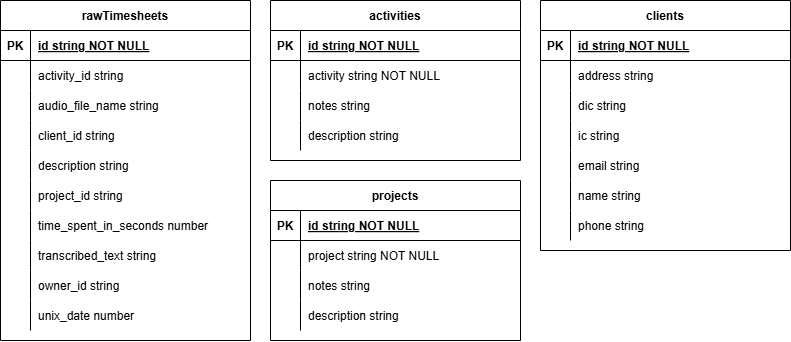 rawTimesheets
PK id string NOT NULL
activity_id string
audio_file_name string
client_id string
description string
project_id string
time_spent_in_seconds number
transcribed_text string
owner_id string
unix_date number
activities
PK id string NOT NULL
activity string NOT NULL
notes string
description string
projects
PK id string NOT NULL
project string NOT NULL
notes string
description string
clients
PK id string NOT NULL
address string
dic string
ic string
email string
name string
phone string